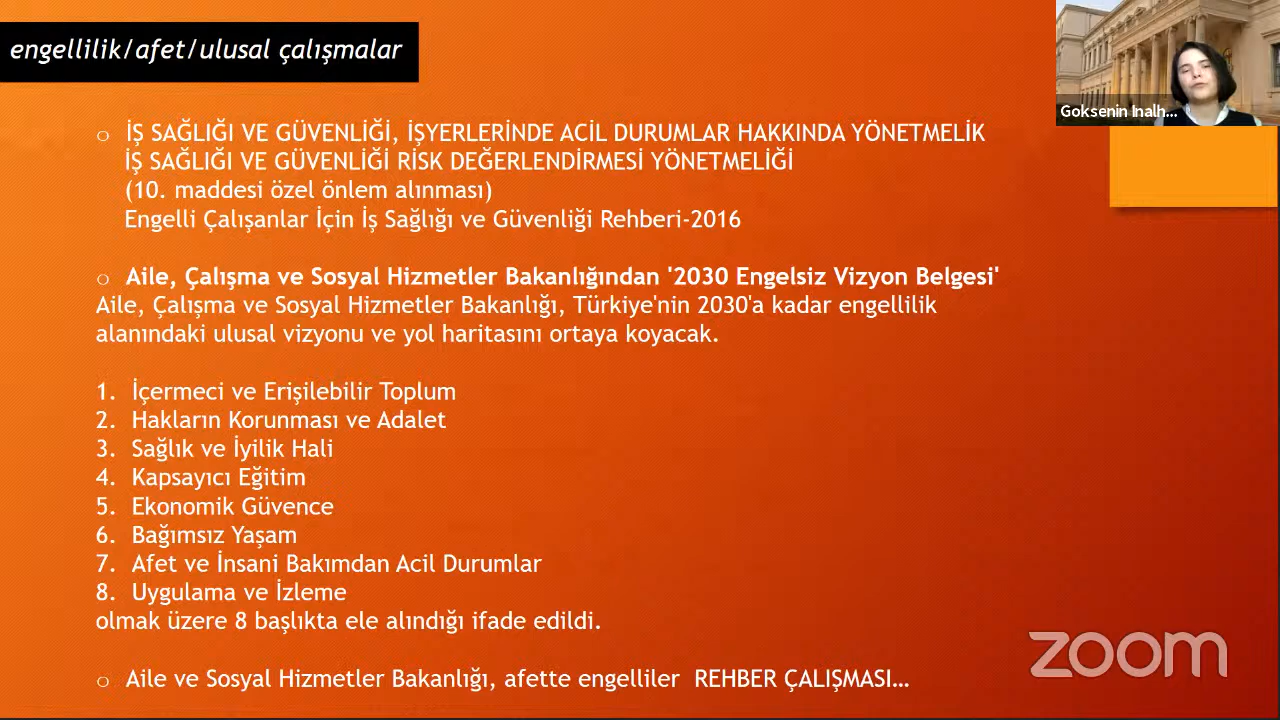 engellilik/afet/ulusal çalışmalar
Goksenin Inalh...
o İŞ SAĞLIĞI VE GÜVENLİĞİ, İŞYERLERİNDE ACİL DURUMLAR HAKKINDA YÖNETMELİK
İŞ SAĞLIĞI VE GÜVENLİĞİ RİSK DEĞERLENDİRMESİ YÖNETMELİĞİ
(10. maddesi özel önlem alınması)
Engelli Çalışanlar İçin İş Sağlığı ve Güvenliği Rehberi-2016
o Aile, Çalışma ve Sosyal Hizmetler Bakanlığından '2030 Engelsiz Vizyon Belgesi'
Aile, Çalışma ve Sosyal Hizmetler Bakanlığı, Türkiye'nin 2030'a kadar engellilik
alanındaki ulusal vizyonu ve yol haritasını ortaya koyacak.
1. İçermeci ve Erişilebilir Toplum
2. Hakların Korunması ve Adalet
3. Sağlık ve İyilik Hali
4. Kapsayıcı Eğitim
5. Ekonomik Güvence
6. Bağımsız Yaşam
7. Afet ve İnsani Bakımdan Acil Durumlar
8. Uygulama ve İzleme
olmak üzere 8 başlıkta ele alındığı ifade edildi.
o Aile ve Sosyal Hizmetler Bakanlığı, afette engelliler REHBER ÇALIŞMASI…
zoom